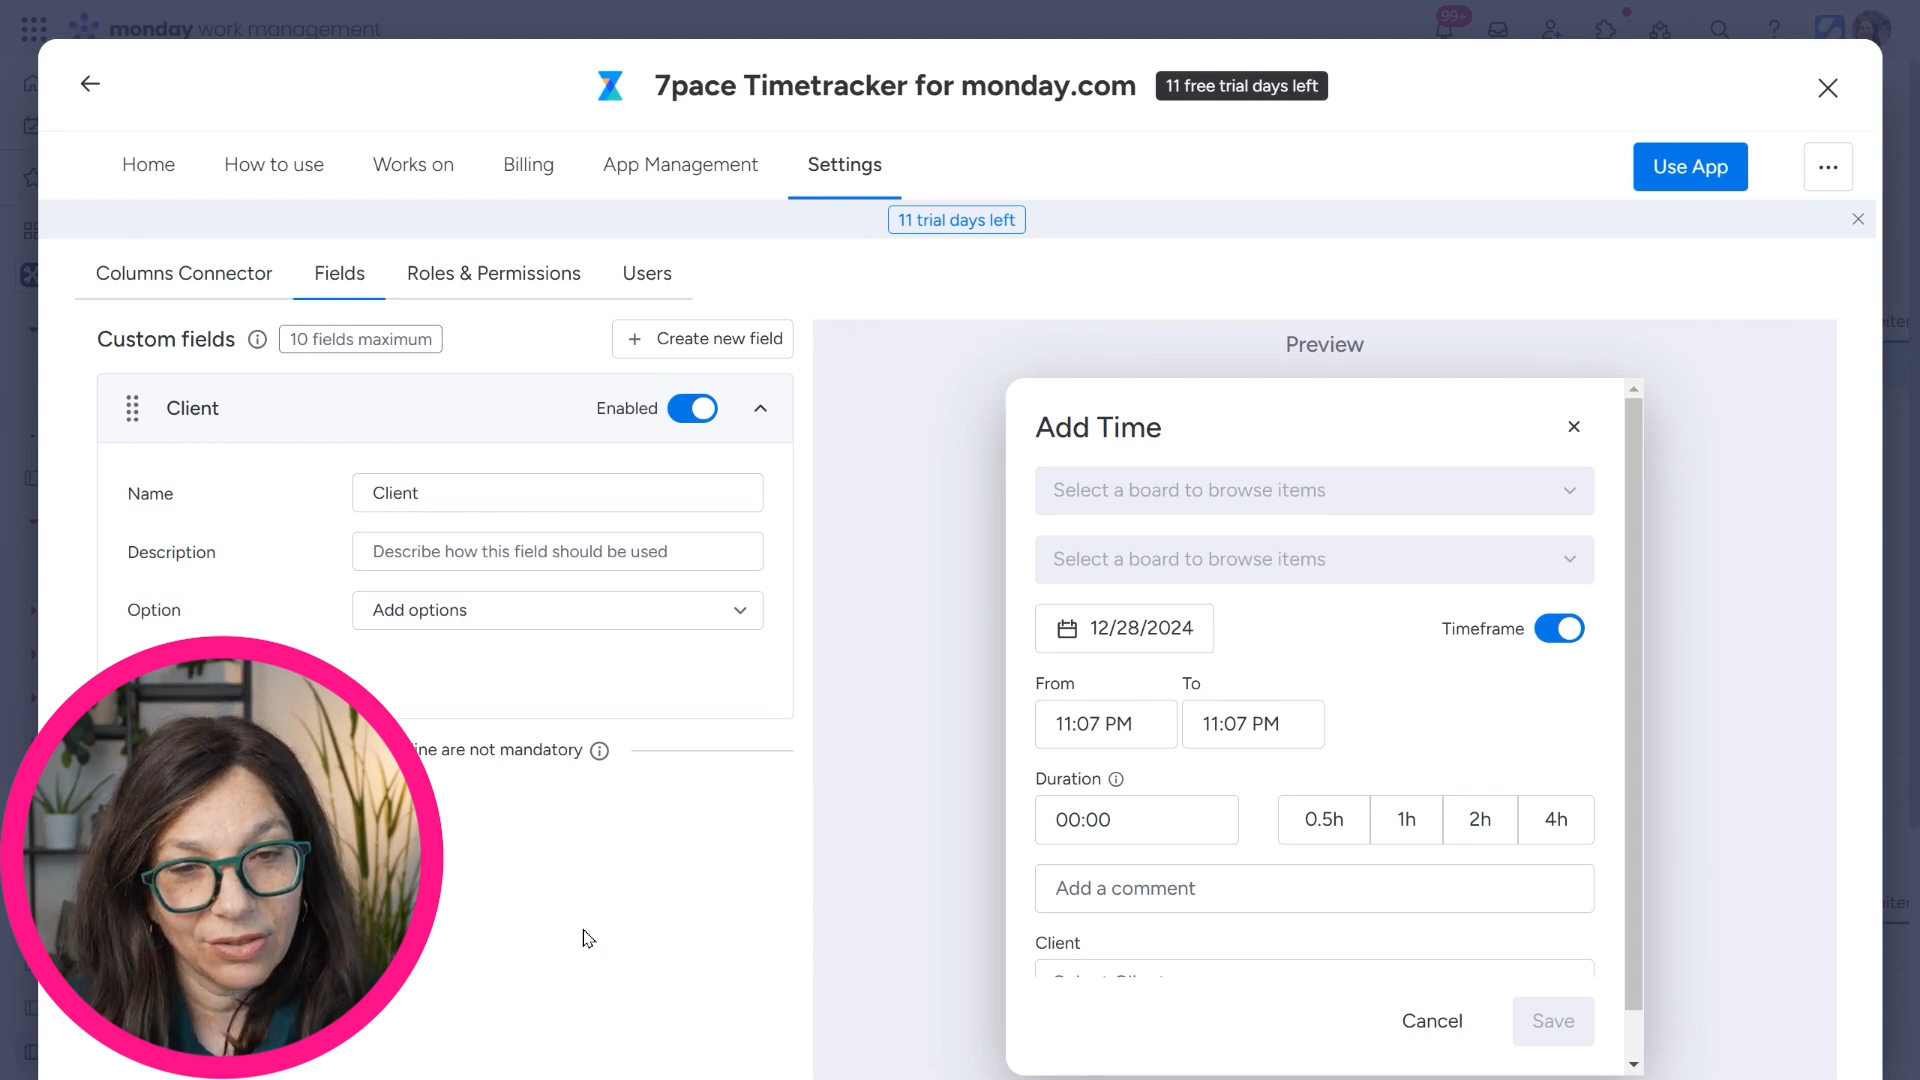 monday work management
99+
7pace Timetracker for monday.com
11 free trial days left
Home
How to use
Works on
Billing
App Management
Settings
Use App
11 trial days left
Columns Connector
Fields
Roles & Permissions
Users
Custom fields
10 fields maximum
+ Create new field
Preview
Client
Enabled
Add Time
Name
Client
Select a board to browse items
Description
Describe how this field should be used
Select a board to browse items
Option
Add options
12/28/2024
Timeframe
From
To
11:07 PM
11:07 PM
are not mandatory
Duration
00:00
0.5h
1h
2h
4h
Add a comment
Client
Cancel
Save